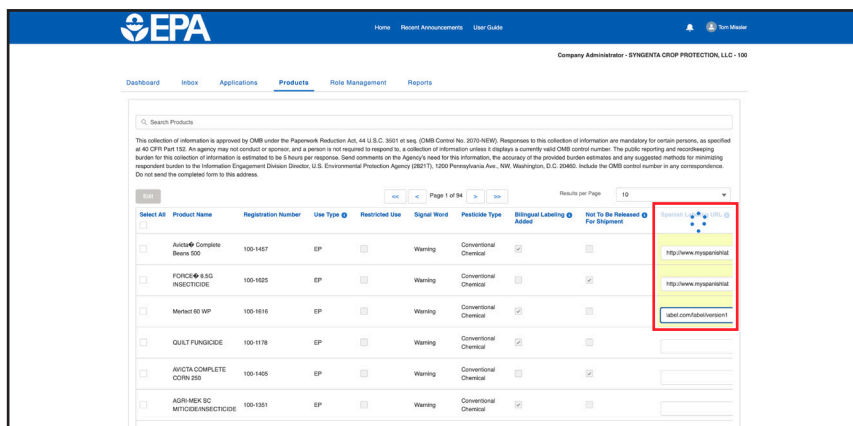 EPA
Home Recent Announcements User Guide Tom Missler
Company Administrator - SYNGENTA CROP PROTECTION, LLC - 100
Dashboard Inbox Applications Products Role Management Reports
Search Products
This collection of information is approved by OMB under the Paperwork Reduction Act, 44 U.S.C. 3501 et seq. (OMB Control No. 2070-NEW). Responses to this collection of information are mandatory for certain persons, as specified
at 40 CFR Part 152. An agency may not conduct or sponsor, and a person is not required to respond to, a collection of information unless it displays a currently valid OMB control number. The public reporting and recordkeeping
burden for this collection of information is estimated to be 5 hours per response. Send comments on the Agency's need for this information, the accuracy of the provided burden estimates and any suggested methods for minimizing
respondent burden to the Information Engagement Division Director, U.S. Environmental Protection Agency (2821T), 1200 Pennsylvania Ave., NW, Washington, D.C. 20460. Include the OMB control number in any correspondence.
Do not send the completed form to this address.
Edit << < Page 1 of 94 > >> Results per Page 10
Select All Product Name Registration Number Use Type Restricted Use Signal Word Pesticide Type Bilingual Labeling Added Not To Be Released For Shipment Spanish Labeling URL
Avicta� Complete Beans 500 100-1457 EP Warning Conventional Chemical http://www.myspanishlab
FORCE� 6.5G INSECTICIDE 100-1625 EP Warning Conventional Chemical http://www.myspanishlab
Mertect 60 WP 100-1616 EP Warning Conventional Chemical label.com/label/version1
QUILT FUNGICIDE 100-1178 EP Warning Conventional Chemical
AVICTA COMPLETE CORN 250 100-1405 EP Warning Conventional Chemical
AGRI-MEK SC MITICIDE/INSECTICIDE 100-1351 EP Warning Conventional Chemical